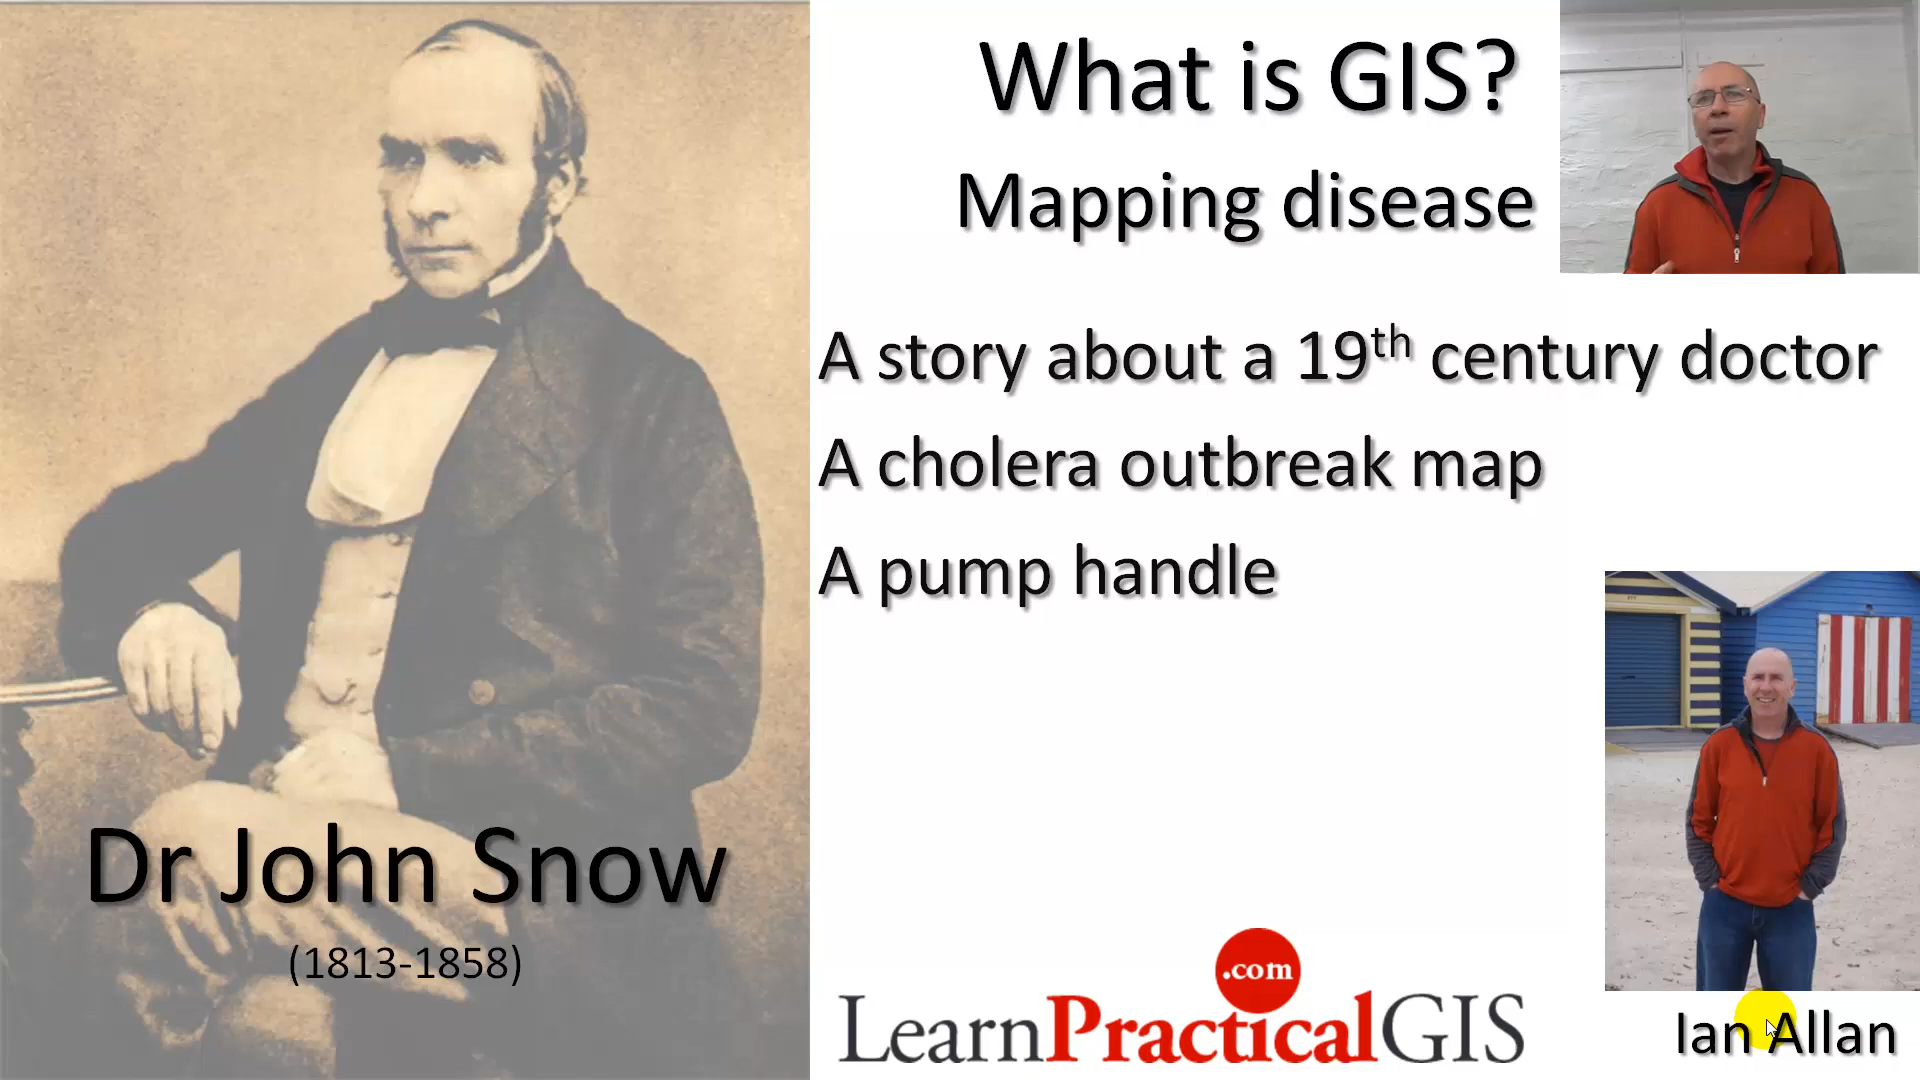 What is GIS?
Mapping disease
A story about a 19th century doctor
A cholera outbreak map
A pump handle
Dr John Snow
(1813-1858)
.com
LearnPracticalGIS
Ian Allan